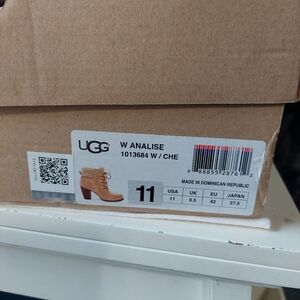 UGG
W ANALISE
1013684 W / CHE
MADE IN DOMINICAN REPUBLIC
11
USA UK EU JAPAN
11 9.5 42 27.5